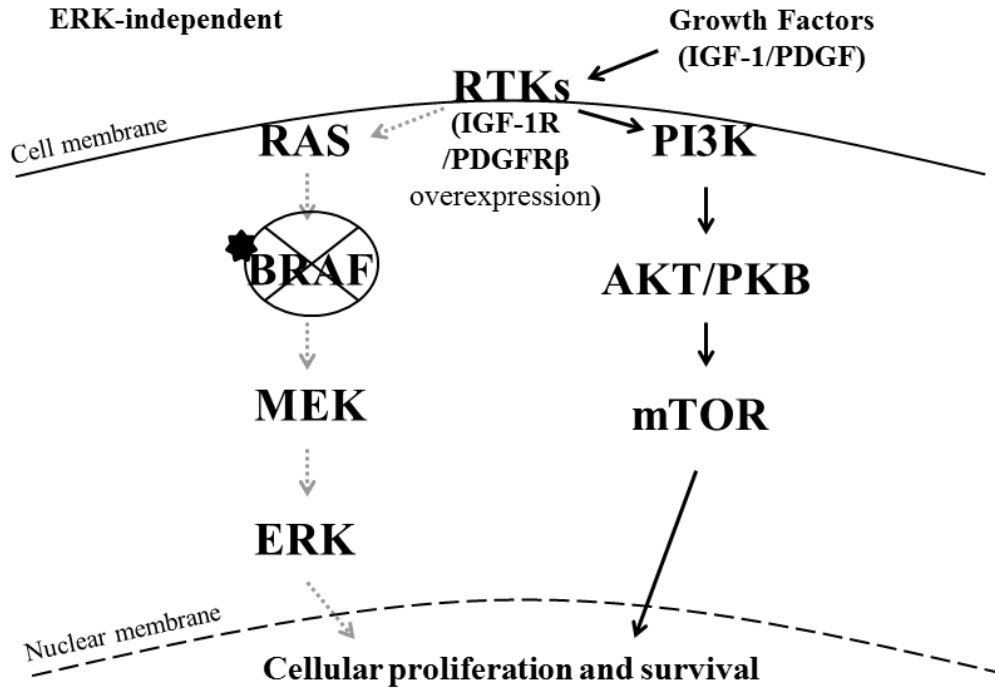 ERK-independent
Growth Factors
(IGF-1/PDGF)
RTKs
(IGF-1R
/PDGFRβ
overexpression)
Cell membrane
RAS
PI3K
BRAF
AKT/PKB
MEK
mTOR
ERK
Nuclear membrane
Cellular proliferation and survival